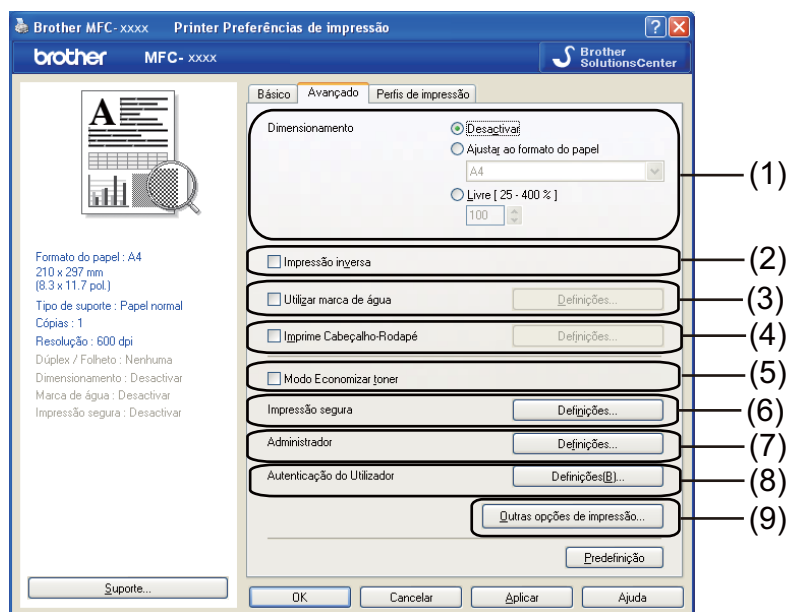 Brother MFC- xxxx Printer Preferências de impressão
brother MFC- xxxx
Brother
SolutionsCenter
Básico Avançado Perfis de impressão
A
Dimensionamento
Desactivar
Ajustar ao formato do papel
A4
Livre [ 25 - 400 % ]
100
(1)
Impressão inversa
(2)
Utilizar marca de água Definições...
(3)
Imprime Cabeçalho-Rodapé Definições...
(4)
Modo Economizar toner
(5)
Impressão segura Definições...
(6)
Administrador Definições...
(7)
Autenticação do Utilizador Definições(B)...
(8)
Outras opções de impressão...
(9)
Predefinição
Formato do papel : A4
210 x 297 mm
(8.3 x 11.7 pol.)
Tipo de suporte : Papel normal
Cópias : 1
Resolução : 600 dpi
Dúplex / Folheto : Nenhuma
Dimensionamento : Desactivar
Marca de água : Desactivar
Impressão segura : Desactivar
Suporte...
OK Cancelar Aplicar Ajuda